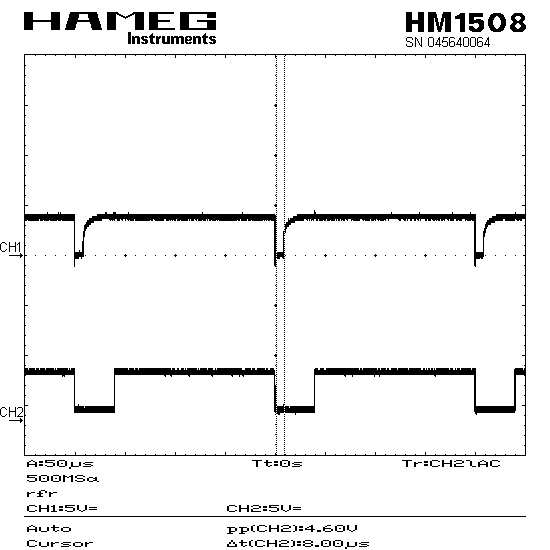 HAMEG
Instruments
HM1508
SN 045640064
CH1
CH2
A:50µs Tt:0s Tr:CH2 AC
500MSa
rfr
CH1:5V= CH2:5V=
Auto pp(CH2):4.60V
Cursor Δt(CH2):8.00µs